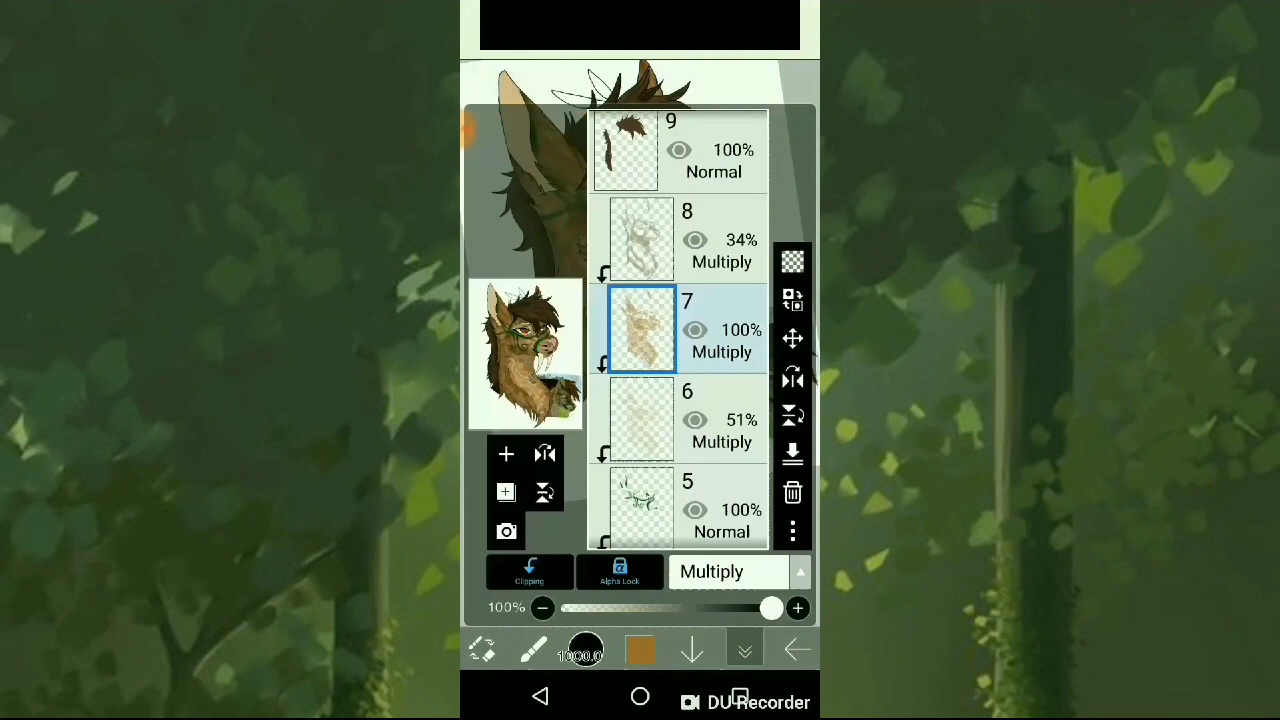 9
100%
Normal
8
34%
Multiply
7
100%
Multiply
6
51%
Multiply
5
100%
Normal
Clipping
α
Alpha Lock
Multiply
100%
1000.0
DU Recorder